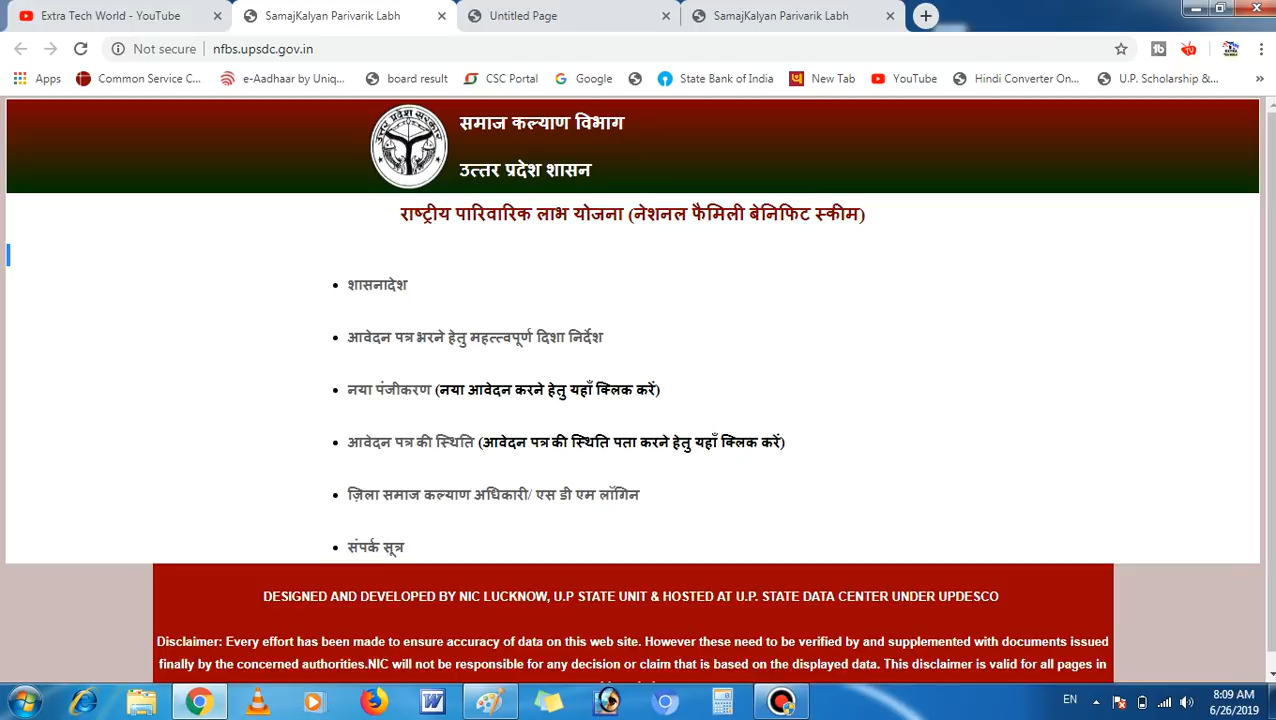 Extra Tech World - YouTube
SamajKalyan Parivarik Labh
Untitled Page
SamajKalyan Parivarik Labh
Not secure | nfbs.upsdc.gov.in
Apps
Common Service C...
e-Aadhaar by Uniq...
board result
CSC Portal
Google
State Bank of India
New Tab
YouTube
Hindi Converter On...
U.P. Scholarship &...
»
उत्तर प्रदेश सरकार
समाज कल्याण विभाग
उत्तर प्रदेश शासन
राष्ट्रीय पारिवारिक लाभ योजना (नेशनल फैमिली बेनिफिट स्कीम)
शासनादेश
आवेदन पत्र भरने हेतु महत्त्वपूर्ण दिशा निर्देश
नया पंजीकरण (नया आवेदन करने हेतु यहाँ क्लिक करें)
आवेदन पत्र की स्थिति (आवेदन पत्र की स्थिति पता करने हेतु यहाँ क्लिक करें)
ज़िला समाज कल्याण अधिकारी/ एस डी एम लॉगिन
संपर्क सूत्र
DESIGNED AND DEVELOPED BY NIC LUCKNOW, U.P STATE UNIT & HOSTED AT U.P. STATE DATA CENTER UNDER UPDESCO
Disclaimer: Every effort has been made to ensure accuracy of data on this web site. However these need to be verified by and supplemented with documents issued
finally by the concerned authorities.NIC will not be responsible for any decision or claim that is based on the displayed data. This disclaimer is valid for all pages in
EN
8:09 AM
6/26/2019